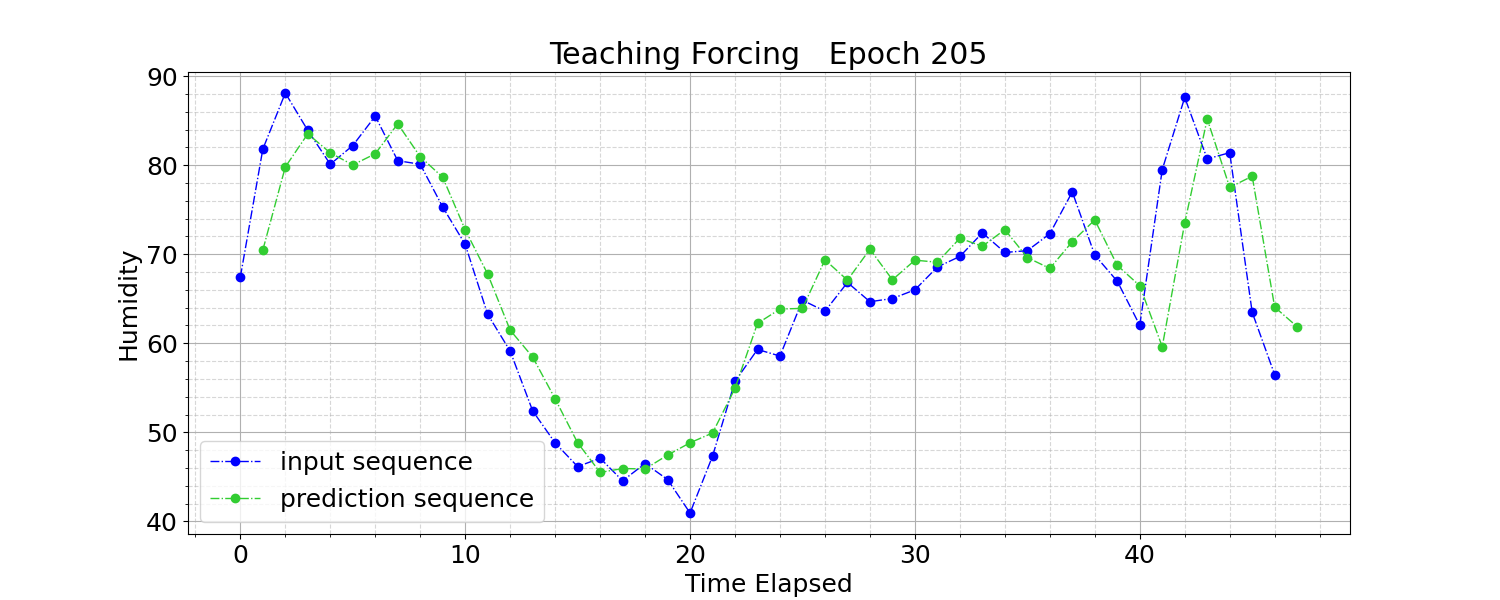 Teaching Forcing   Epoch 205
90
80
70
60
50
40
Humidity
input sequence
prediction sequence
0 10 20 30 40
Time Elapsed